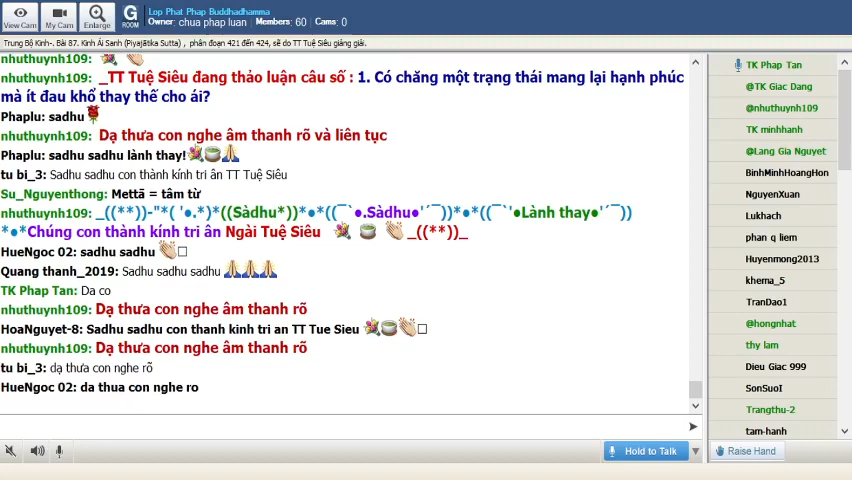 View Cam
My Cam
Enlarge
G
ROOM
Lop Phat Phap Buddhadhamma
Owner: chua phap luan Members: 60 Cams: 0
Trung Bộ Kinh-. Bài 87. Kinh Ái Sanh (Piyajātika Sutta) , phân đoạn 421 đến 424, sẽ do TT Tuệ Siêu giảng giải.
nhuthuynh109:
nhuthuynh109: _TT Tuệ Siêu đang thảo luận câu số : 1. Có chăng một trạng thái mang lại hạnh phúc
mà ít đau khổ thay thế cho ái?
Phaplu: sadhu
nhuthuynh109: Dạ thưa con nghe âm thanh rõ và liên tục
Phaplu: sadhu sadhu lành thay!
tu bi_3: Sadhu sadhu con thành kính tri ân TT Tuệ Siêu
Su_Nguyenthong: Mettā = tâm từ
nhuthuynh109: _((**))-"*( '●.*)*((Sàdhu*))*●*((¯`●.Sàdhu●'´¯))*●*((¯`'●Lành thay●'´¯))
*●*Chúng con thành kính tri ân Ngài Tuệ Siêu _((**))_
HueNgoc 02: sadhu sadhu
Quang thanh_2019: Sadhu sadhu sadhu
TK Phap Tan: Da co
nhuthuynh109: Dạ thưa con nghe âm thanh rõ
HoaNguyet-8: Sadhu sadhu con thanh kinh tri an TT Tue Sieu
nhuthuynh109: Dạ thưa con nghe âm thanh rõ
tu bi_3: dạ thưa con nghe rõ
HueNgoc 02: da thua con nghe ro
Hold to Talk
TK Phap Tan
@TK Giac Dang
@nhuthuynh109
TK minhhanh
@Lang Gia Nguyet
BinhMinhHoangHon
NguyenXuan
Lukhach
phan q liem
Huyenmong2013
khema_5
TranDao1
@hongnhat
thy lam
Dieu Giac 999
SonSuoI
Trangthu-2
tam-hanh
Raise Hand